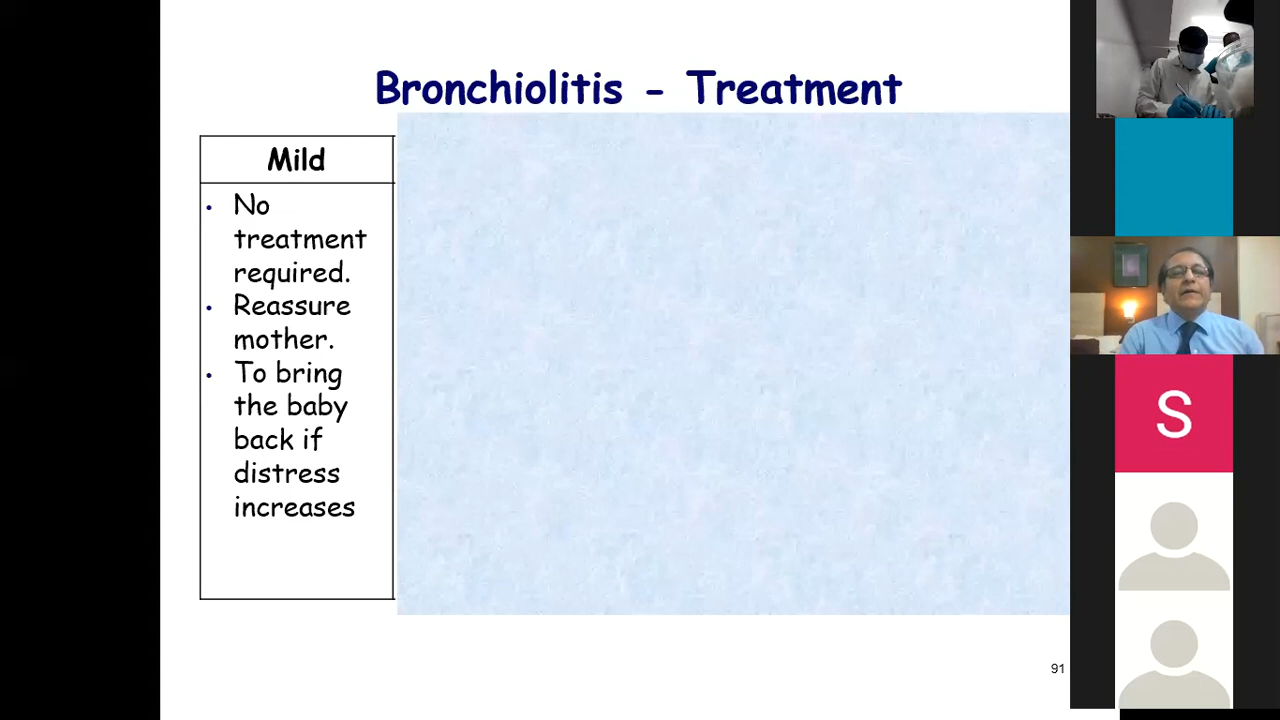 Bronchiolitis - Treatment
Mild
• No
treatment
required.
• Reassure
mother.
• To bring
the baby
back if
distress
increases
91
S